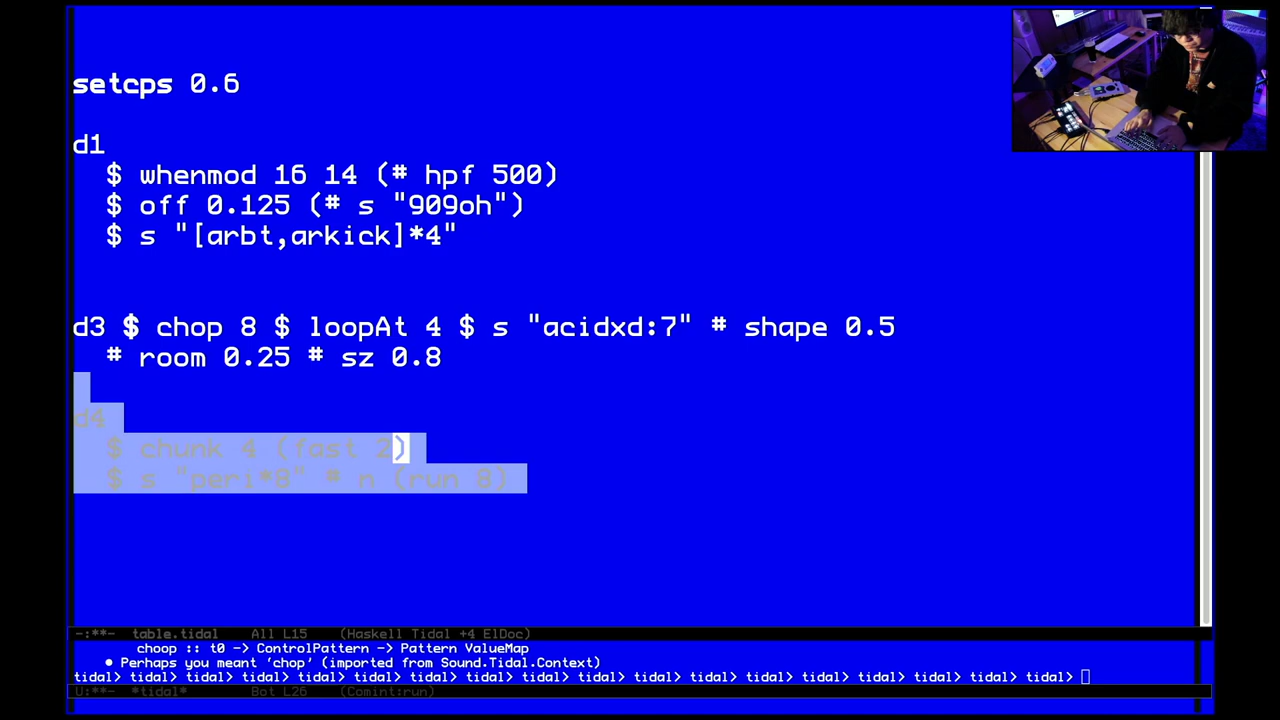 setcps 0.6
d1
$ whenmod 16 14 (# hpf 500)
$ off 0.125 (# s "909oh")
$ s "[arbt,arkick]*4"
d3 $ chop 8 $ loopAt 4 $ s "acidxd:7" # shape 0.5
# room 0.25 # sz 0.8
d4
$ chunk 4 (fast 2)
$ s "peri*8" # n (run 8)
-:**-  table.tidal    All L15    (Haskell Tidal +4 ElDoc)
choop :: t0 -> ControlPattern -> Pattern ValueMap
• Perhaps you meant ‘chop’ (imported from Sound.Tidal.Context)
tidal> tidal> tidal> tidal> tidal> tidal> tidal> tidal> tidal> tidal> tidal> tidal> tidal> tidal> tidal> tidal> tidal> tidal>
U:**-  *tidal*        Bot L26    (Comint:run)